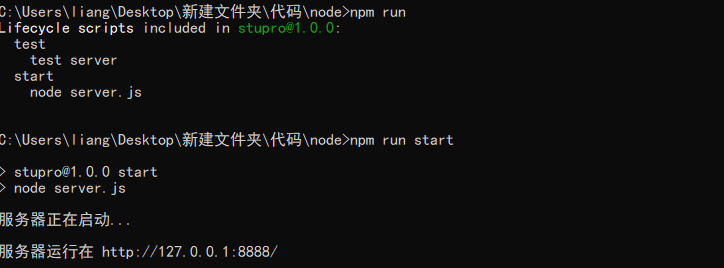 C:\Users\liang\Desktop\新建文件夹\代码\node>npm run
Lifecycle scripts included in stupro@1.0.0:
  test
    test server
  start
    node server.js
C:\Users\liang\Desktop\新建文件夹\代码\node>npm run start
> stupro@1.0.0 start
> node server.js
服务器正在启动...
服务器运行在 http://127.0.0.1:8888/